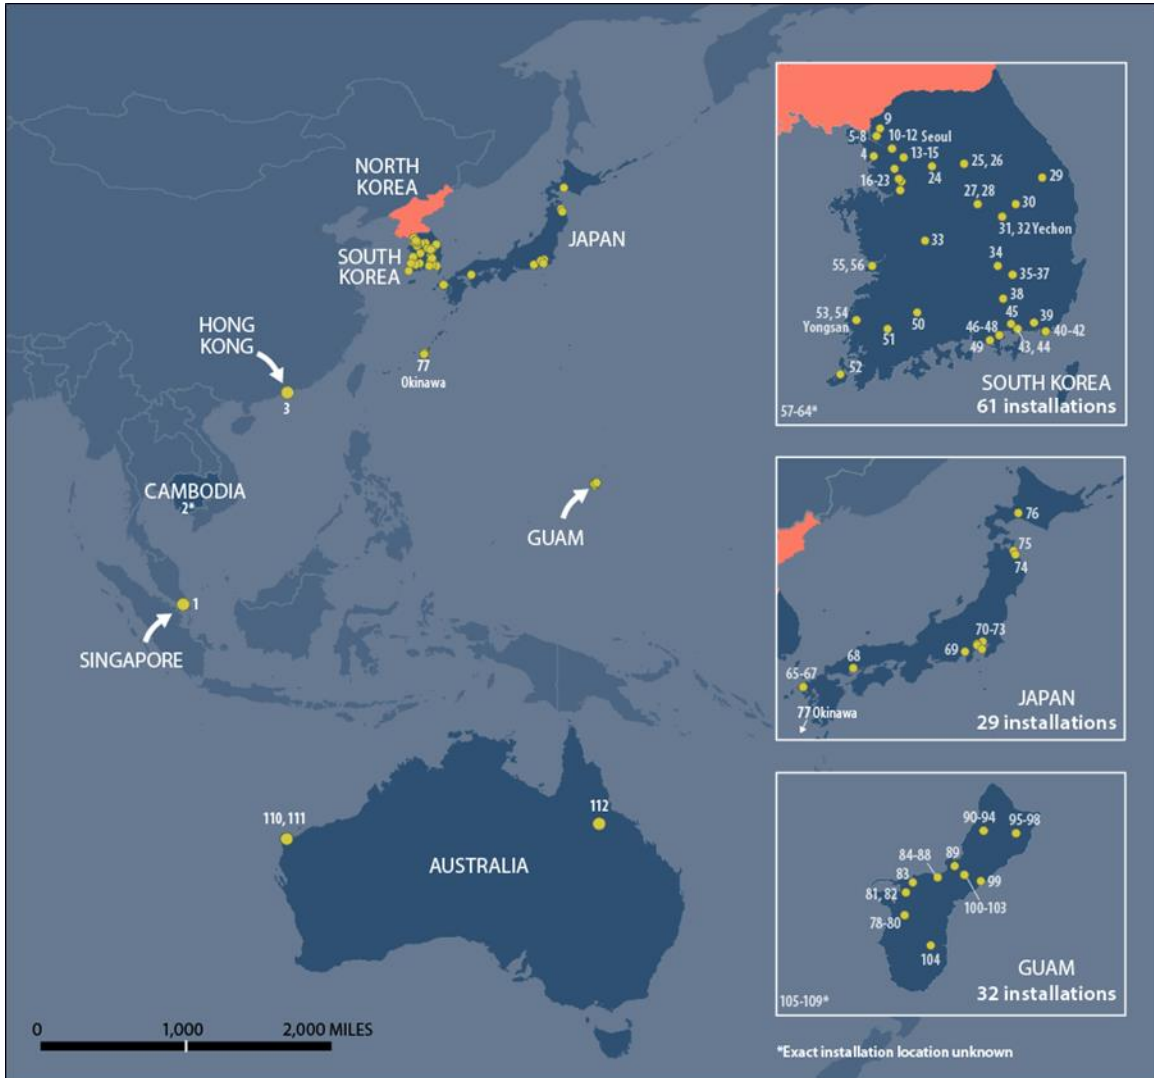 NORTH
KOREA
JAPAN
SOUTH
KOREA
HONG
KONG
3
77
Okinawa
CAMBODIA
2*
GUAM
1
SINGAPORE
110, 111
112
AUSTRALIA
0 1,000 2,000 MILES
9
5-8
10-12 Seoul
4
13-15
25, 26
16-23
24
29
27, 28
30
31, 32 Yechon
33
34
55, 56
35-37
38
53, 54
Yongsan
50
45
39
46-48
40-42
51
49
43, 44
52
SOUTH KOREA
57-64*
61 installations
76
75
74
70-73
69
68
65-67
77 Okinawa
JAPAN
29 installations
90-94
95-98
89
84-88
83
99
81, 82
100-103
78-80
104
GUAM
105-109*
32 installations
*Exact installation location unknown